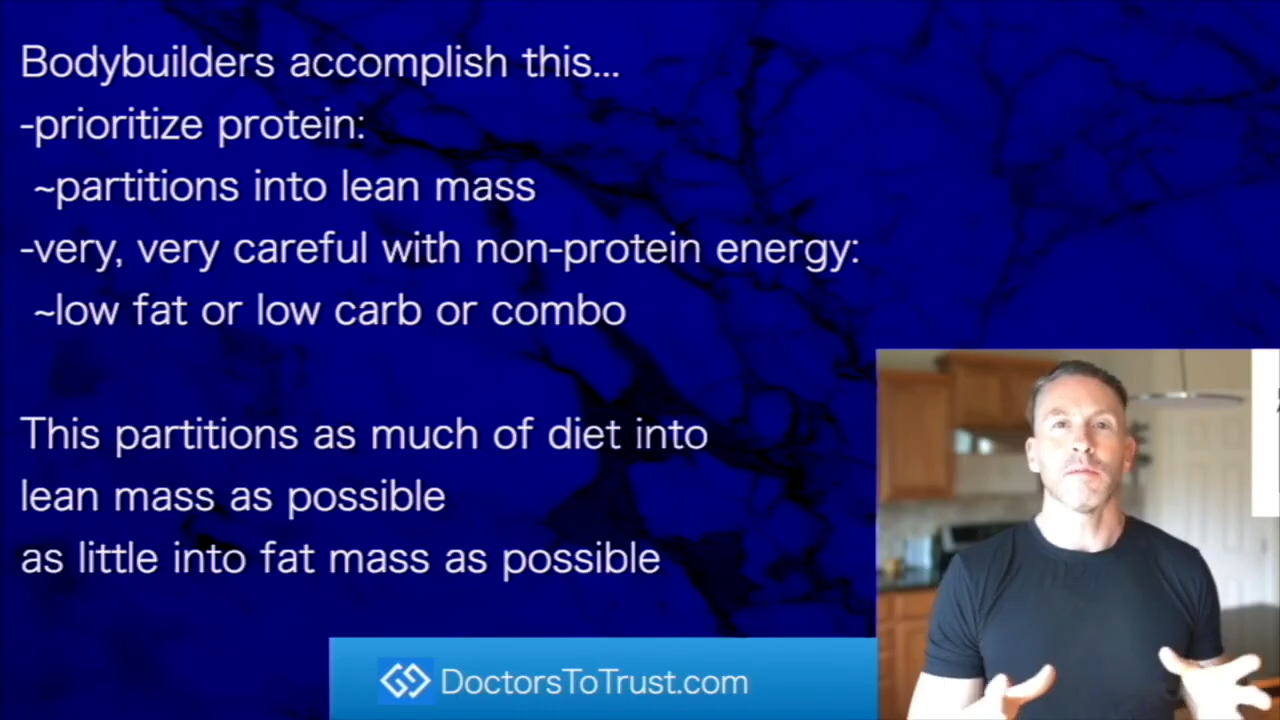 Bodybuilders accomplish this...
-prioritize protein:
~partitions into lean mass
-very, very careful with non-protein energy:
~low fat or low carb or combo
This partitions as much of diet into
lean mass as possible
as little into fat mass as possible
DoctorsToTrust.com